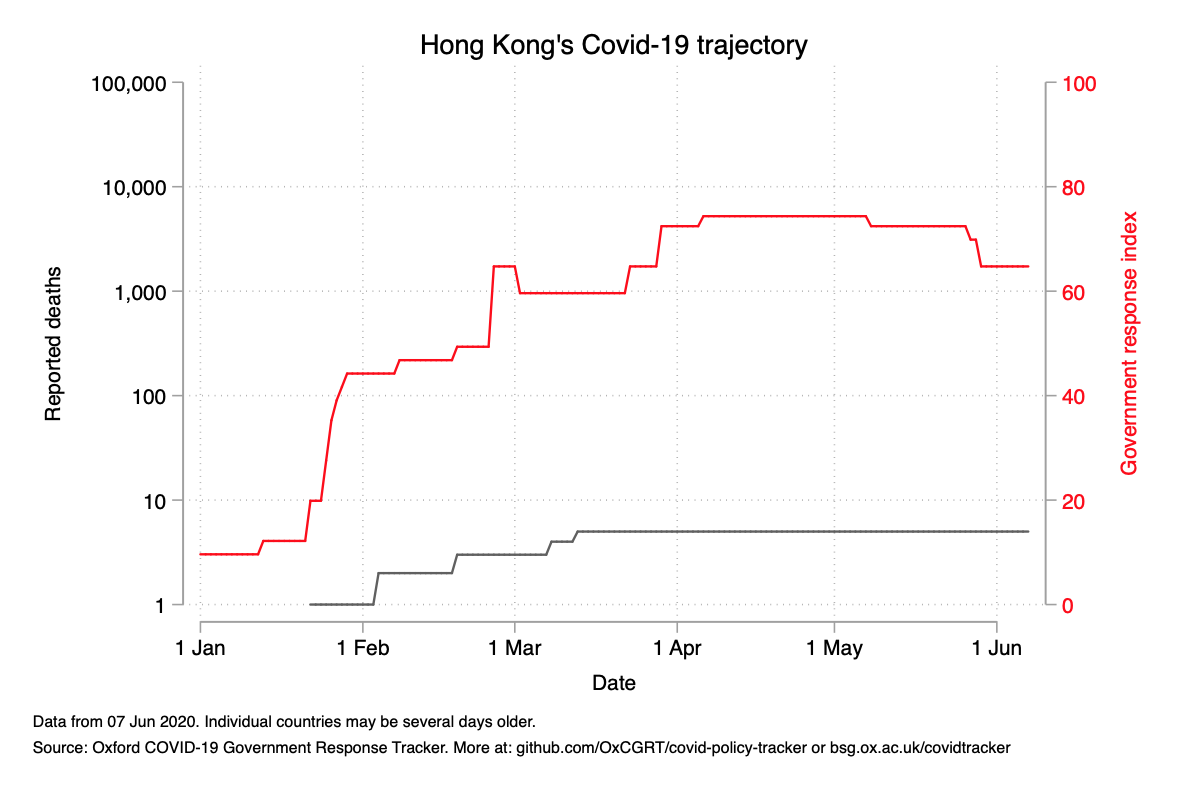 Hong Kong's Covid-19 trajectory
100,000
10,000
1,000
100
10
1
Reported deaths
100
80
60
40
20
0
Government response index
1 Jan
1 Feb
1 Mar
1 Apr
1 May
1 Jun
Date
Data from 07 Jun 2020. Individual countries may be several days older.
Source: Oxford COVID-19 Government Response Tracker. More at: github.com/OxCGRT/covid-policy-tracker or bsg.ox.ac.uk/covidtracker